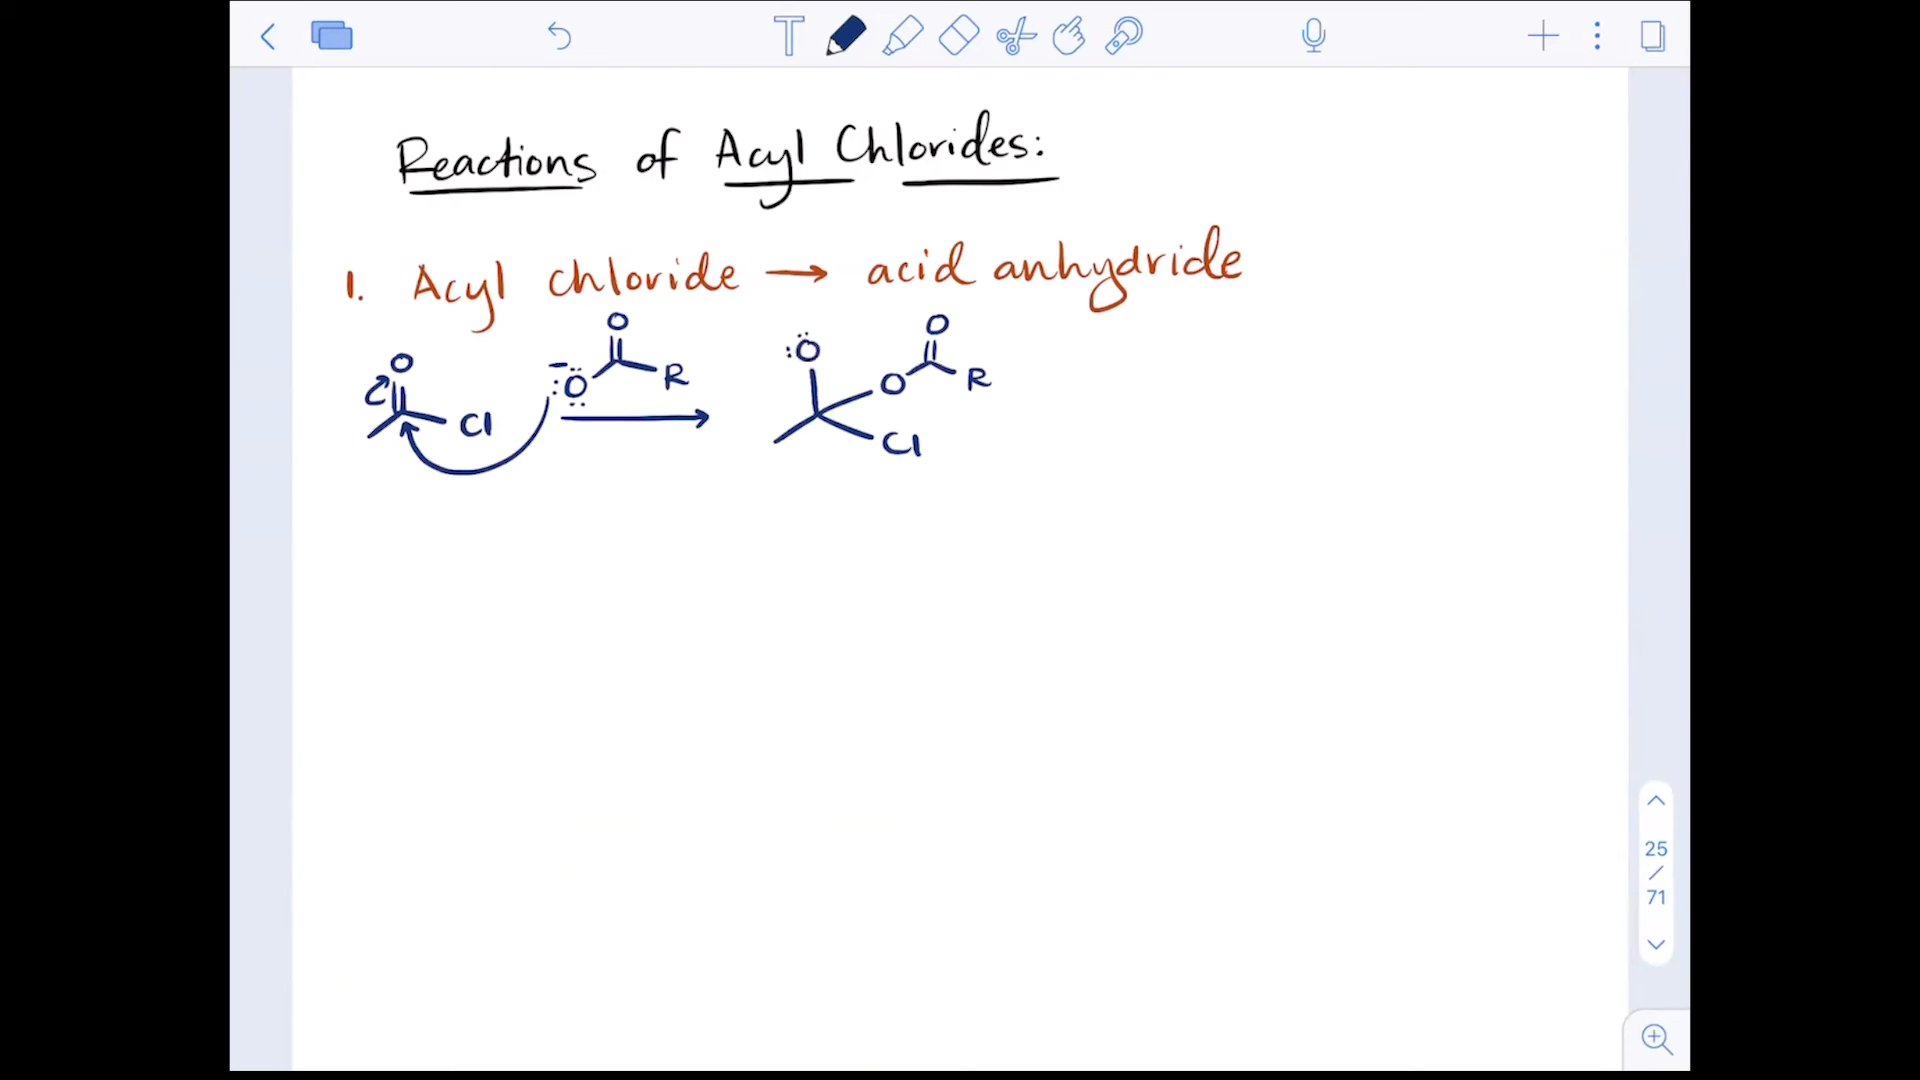 Reactions of Acyl Chlorides:
1. Acyl chloride → acid anhydride
O O O
:Ö R :Ö O R
Cl Cl
25
/
71